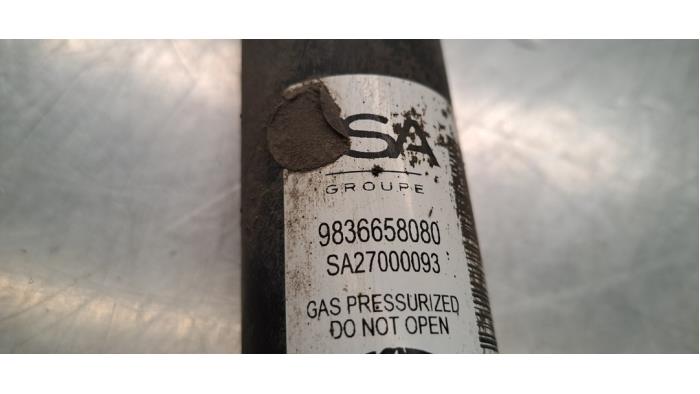 SA
GROUPE
9836658080
SA27000093
GAS PRESSURIZED
DO NOT OPEN